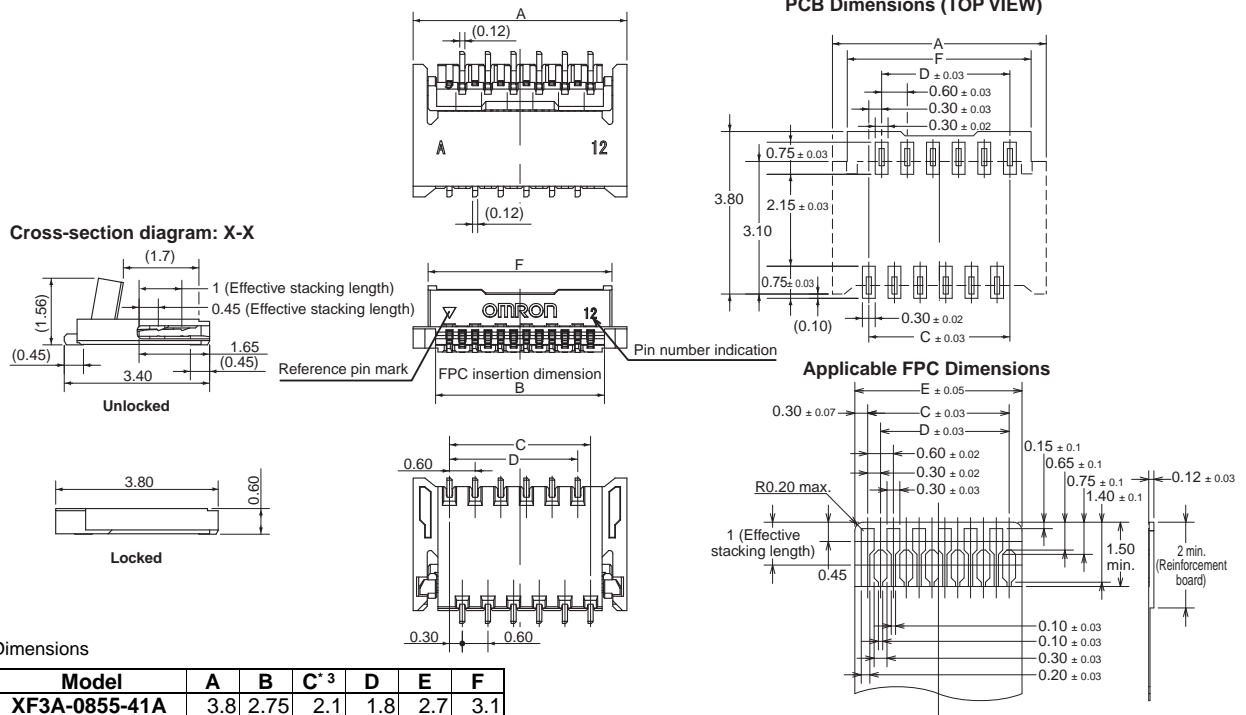 PCB Dimensions (TOP VIEW)
A
(0.12)
A 12
(0.12)
A
F
D ± 0.03
0.60 ± 0.03
0.30 ± 0.03
0.30 ± 0.02
0.75 ± 0.03
3.80
2.15 ± 0.03
3.10
0.75± 0.03
(0.10)
0.30 ± 0.02
C ± 0.03
Cross-section diagram: X-X
(1.7)
1 (Effective stacking length)
0.45 (Effective stacking length)
(1.56)
(0.45)
1.65
(0.45)
3.40
Unlocked
F
OMRON
12
Reference pin mark
Pin number indication
FPC insertion dimension
B
3.80
0.60
Locked
C
D
0.60
0.30
0.60
Applicable FPC Dimensions
E ± 0.05
0.30 ± 0.07
C ± 0.03
D ± 0.03
0.60 ± 0.02
0.30 ± 0.02
0.30 ± 0.03
0.15 ± 0.1
0.65 ± 0.1
0.75 ± 0.1
1.40 ± 0.1
0.12 ± 0.03
R0.20 max.
1 (Effective
stacking length)
0.45
1.50
min.
2 min.
(Reinforcement
board)
0.10 ± 0.03
0.10 ± 0.03
0.30 ± 0.03
0.20 ± 0.03
Dimensions
Model A B C* 3 D E F
XF3A-0855-41A 3.8 2.75 2.1 1.8 2.7 3.1